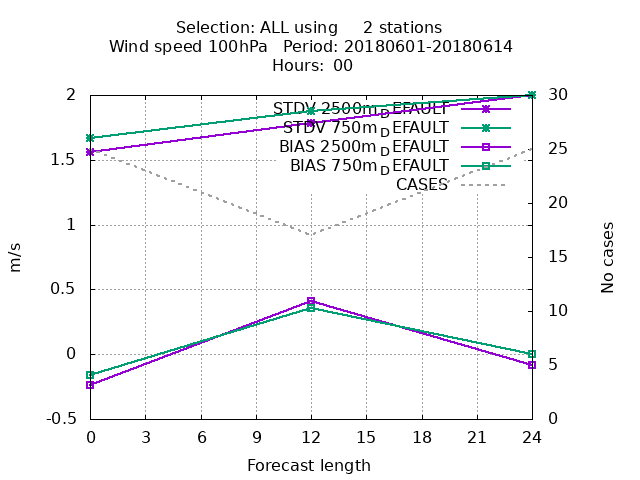 Selection: ALL using 2 stations
Wind speed 100hPa Period: 20180601-20180614
Hours: 00
2
1.5
1
0.5
0
-0.5
30
25
20
15
10
5
0
m/s
No cases
STDV 2500m_DEFAULT
STDV 750m_DEFAULT
BIAS 2500m_DEFAULT
BIAS 750m_DEFAULT
CASES
0 3 6 9 12 15 18 21 24
Forecast length